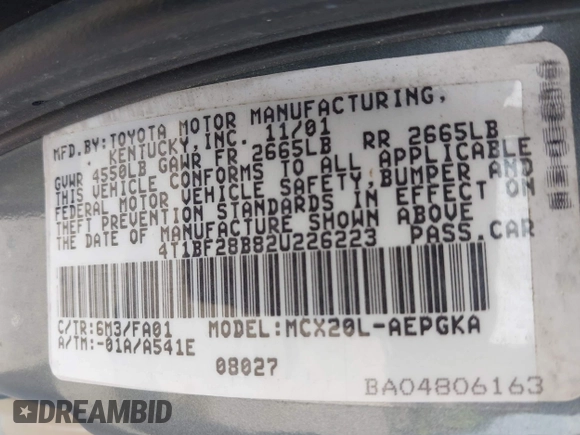 MFD.BY:TOYOTA MOTOR MANUFACTURING,
KENTUCKY,INC. 11/01
GVWR 4550LB GAWR FR 2665LB RR 2665LB
THIS VEHICLE CONFORMS TO ALL APPLICABLE
FEDERAL MOTOR VEHICLE SAFETY,BUMPER AND
THEFT PREVENTION STANDARDS IN EFFECT ON
THE DATE OF MANUFACTURE SHOWN ABOVE
4T1BF28B82U226223 PASS.CAR
C/TR:6M3/FA01 MODEL:MCX20L-AEPGKA
A/TM:-01A/A541E
08027
BA04806163
DREAMBID